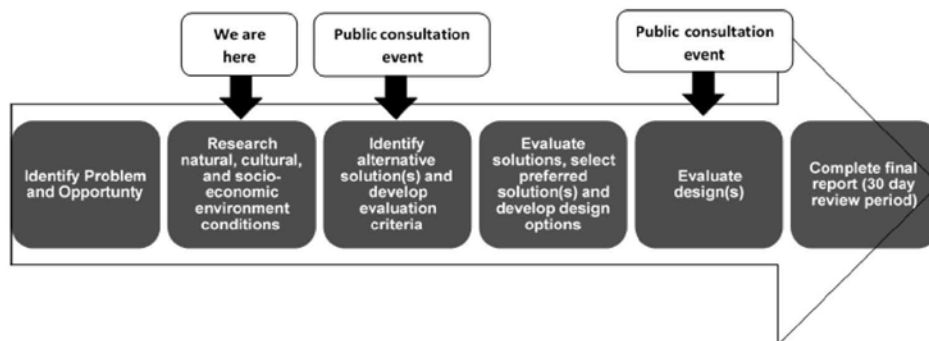 We are
here
Public consultation
event
Public consultation
event
Identify Problem
and Opportunty
Research
natural, cultural,
and socio-
economic
environment
conditions
Identify
alternative
solution(s) and
develop
evaluation
criteria
Evaluate
solutions, select
preferred
solution(s) and
develop design
options
Evaluate
design(s)
Complete final
report (30 day
review period)